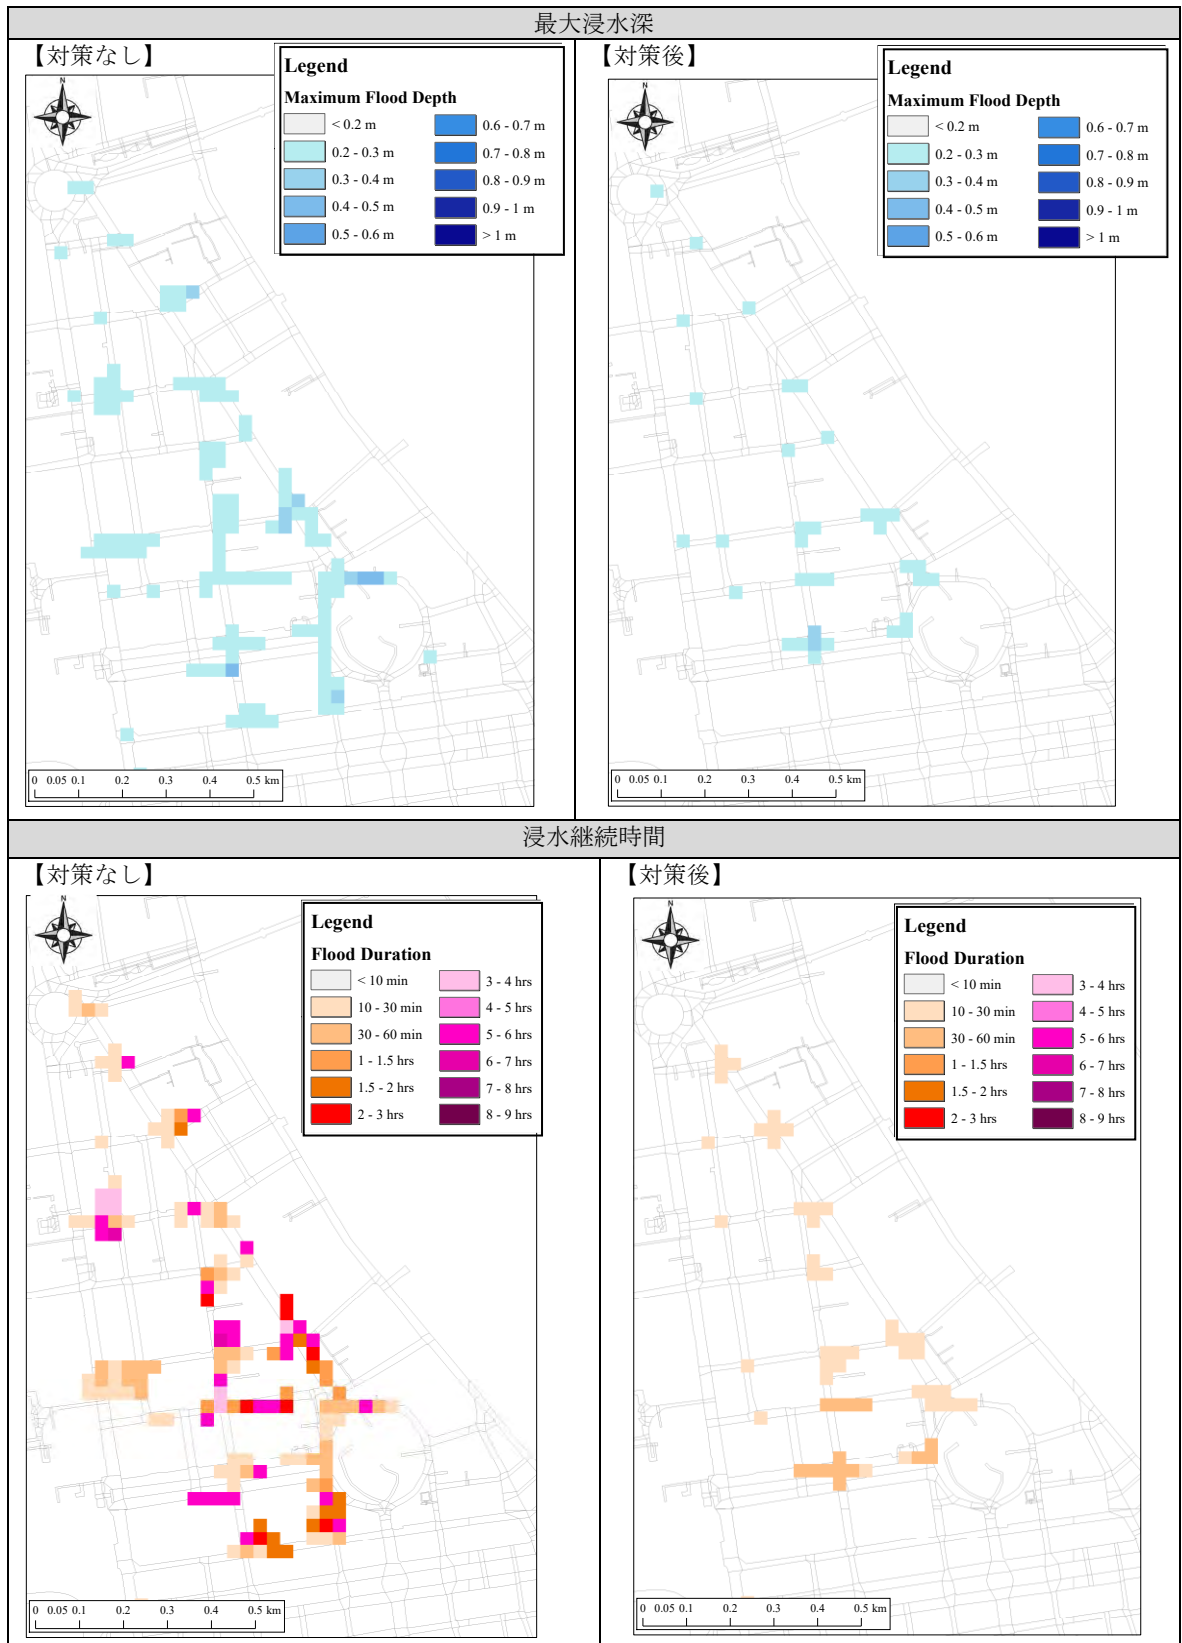 最大浸水深
【対策なし】
N
Legend
Maximum Flood Depth
< 0.2 m
0.2 - 0.3 m
0.3 - 0.4 m
0.4 - 0.5 m
0.5 - 0.6 m
0.6 - 0.7 m
0.7 - 0.8 m
0.8 - 0.9 m
0.9 - 1 m
> 1 m
0 0.05 0.1 0.2 0.3 0.4 0.5 km
【対策後】
N
Legend
Maximum Flood Depth
< 0.2 m
0.2 - 0.3 m
0.3 - 0.4 m
0.4 - 0.5 m
0.5 - 0.6 m
0.6 - 0.7 m
0.7 - 0.8 m
0.8 - 0.9 m
0.9 - 1 m
> 1 m
0 0.05 0.1 0.2 0.3 0.4 0.5 km
浸水継続時間
【対策なし】
N
Legend
Flood Duration
< 10 min
10 - 30 min
30 - 60 min
1 - 1.5 hrs
1.5 - 2 hrs
2 - 3 hrs
3 - 4 hrs
4 - 5 hrs
5 - 6 hrs
6 - 7 hrs
7 - 8 hrs
8 - 9 hrs
0 0.05 0.1 0.2 0.3 0.4 0.5 km
【対策後】
N
Legend
Flood Duration
< 10 min
10 - 30 min
30 - 60 min
1 - 1.5 hrs
1.5 - 2 hrs
2 - 3 hrs
3 - 4 hrs
4 - 5 hrs
5 - 6 hrs
6 - 7 hrs
7 - 8 hrs
8 - 9 hrs
0 0.05 0.1 0.2 0.3 0.4 0.5 km